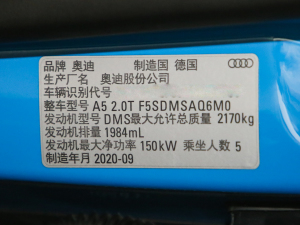 品牌 奥迪 制造国 德国
生产厂名 奥迪股份公司
车辆识别代号
整车型号 A5 2.0T F5SDMSAQ6M0
发动机型号 DMS 最大允许总质量 2170kg
发动机排量 1984mL
发动机最大净功率 150kW 乘坐人数 5
制造年月 2020-09